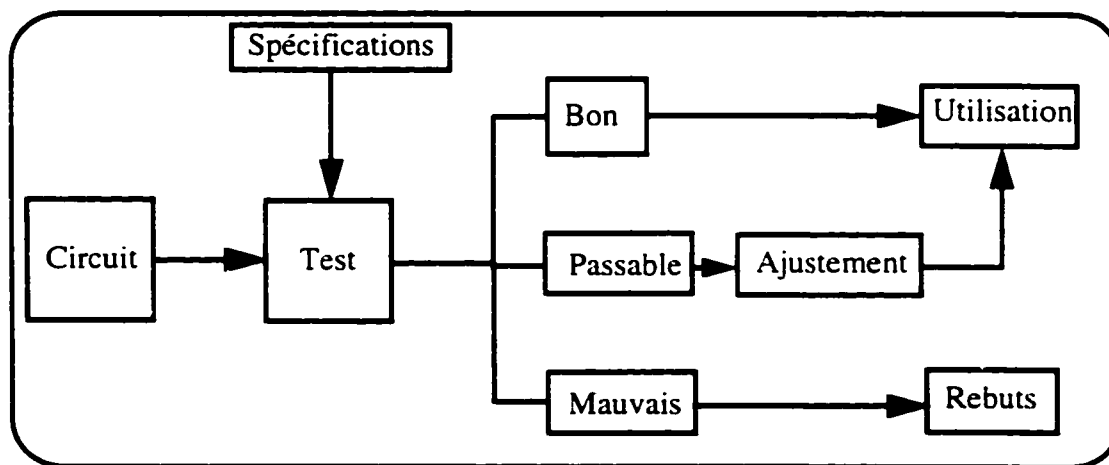 Spécifications
Bon
Utilisation
Circuit
Test
Passable
Ajustement
Mauvais
Rebuts